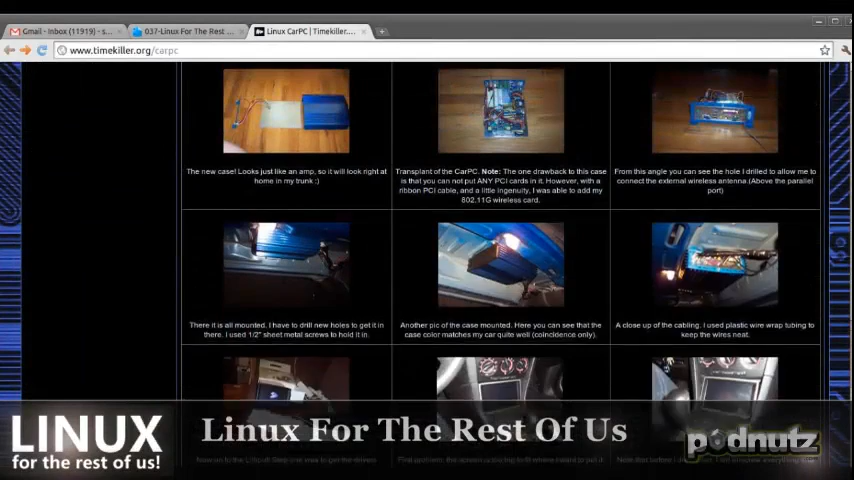 Gmail - Inbox (11919) - s...
037-Linux For The Rest ...
Linux CarPC | Timekiller....
www.timekiller.org/carpc
The new case! Looks just like an amp, so it will look right at
home in my trunk :)
Transplant of the CarPC. Note: The one drawback to this case
is that you can not put ANY PCI cards in it. However, with a
ribbon PCI cable, and a little ingenuity, I was able to add my
802.11G wireless card.
From this angle you can see the hole I drilled to allow me to
connect the external wireless antenna.(Above the parallel
port)
There it is all mounted. I have to drill new holes to get it in
there. I used 1/2" sheet metal screws to hold it in.
Another pic of the case mounted. Here you can see that the
case color matches my car quite well (coincidence only).
A close up of the cabling. I used plastic wire wrap tubing to
keep the wires neat.
LINUX
for the rest of us!
Linux For The Rest Of Us
podnutz